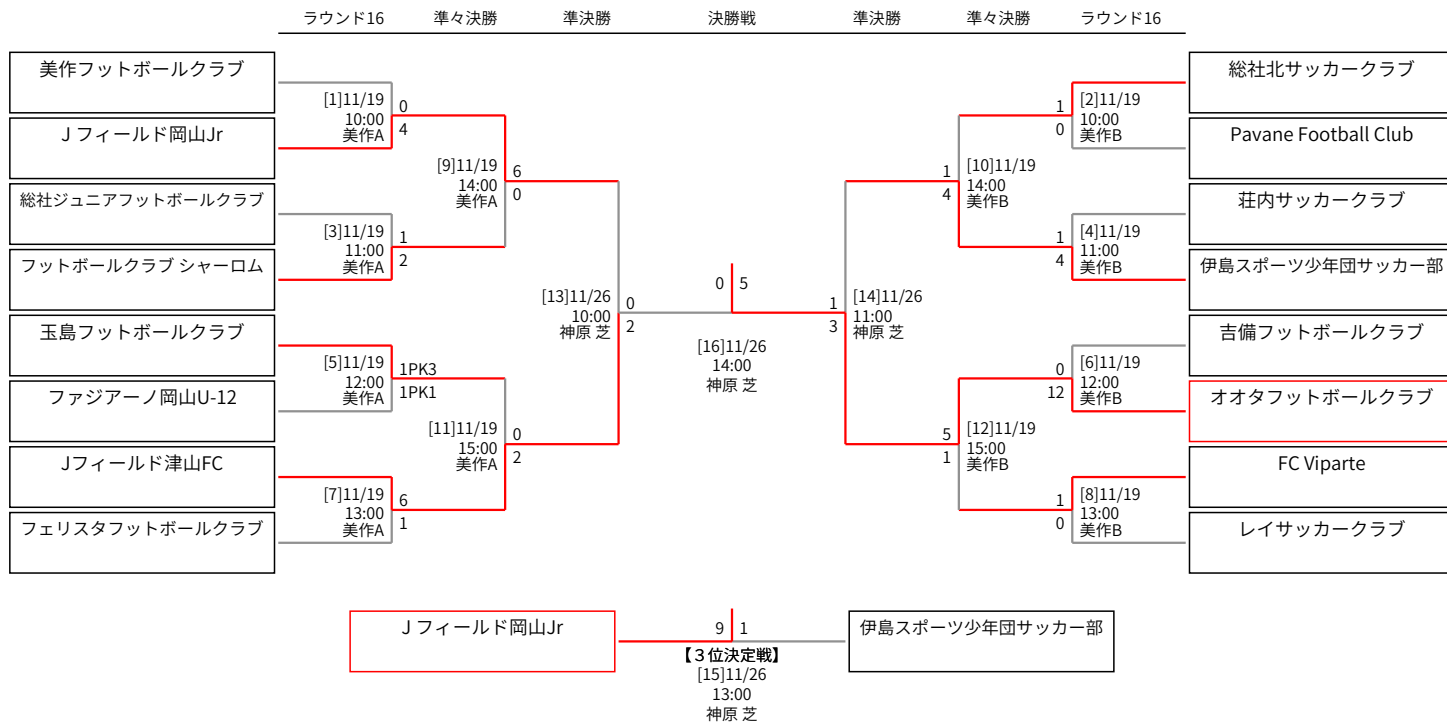 ラウンド16
準々決勝
準決勝
決勝戦
準決勝
準々決勝
ラウンド16
美作フットボールクラブ
[1]11/19
10:00
美作A
0
4
J フィールド岡山Jr
[9]11/19
14:00
美作A
6
0
総社ジュニアフットボールクラブ
[3]11/19
11:00
美作A
1
2
フットボールクラブ シャーロム
[13]11/26
10:00
神原 芝
0
2
玉島フットボールクラブ
[5]11/19
12:00
美作A
1PK3
1PK1
ファジアーノ岡山U-12
[11]11/19
15:00
美作A
0
2
Jフィールド津山FC
[7]11/19
13:00
美作A
6
1
フェリスタフットボールクラブ
0
5
[16]11/26
14:00
神原 芝
総社北サッカークラブ
1
0
[2]11/19
10:00
美作B
Pavane Football Club
1
4
[10]11/19
14:00
美作B
荘内サッカークラブ
1
4
[4]11/19
11:00
美作B
伊島スポーツ少年団サッカー部
1
3
[14]11/26
11:00
神原 芝
吉備フットボールクラブ
0
12
[6]11/19
12:00
美作B
オオタフットボールクラブ
5
1
[12]11/19
15:00
美作B
FC Viparte
1
0
[8]11/19
13:00
美作B
レイサッカークラブ
J フィールド岡山Jr
9
1
伊島スポーツ少年団サッカー部
【３位決定戦】
[15]11/26
13:00
神原 芝